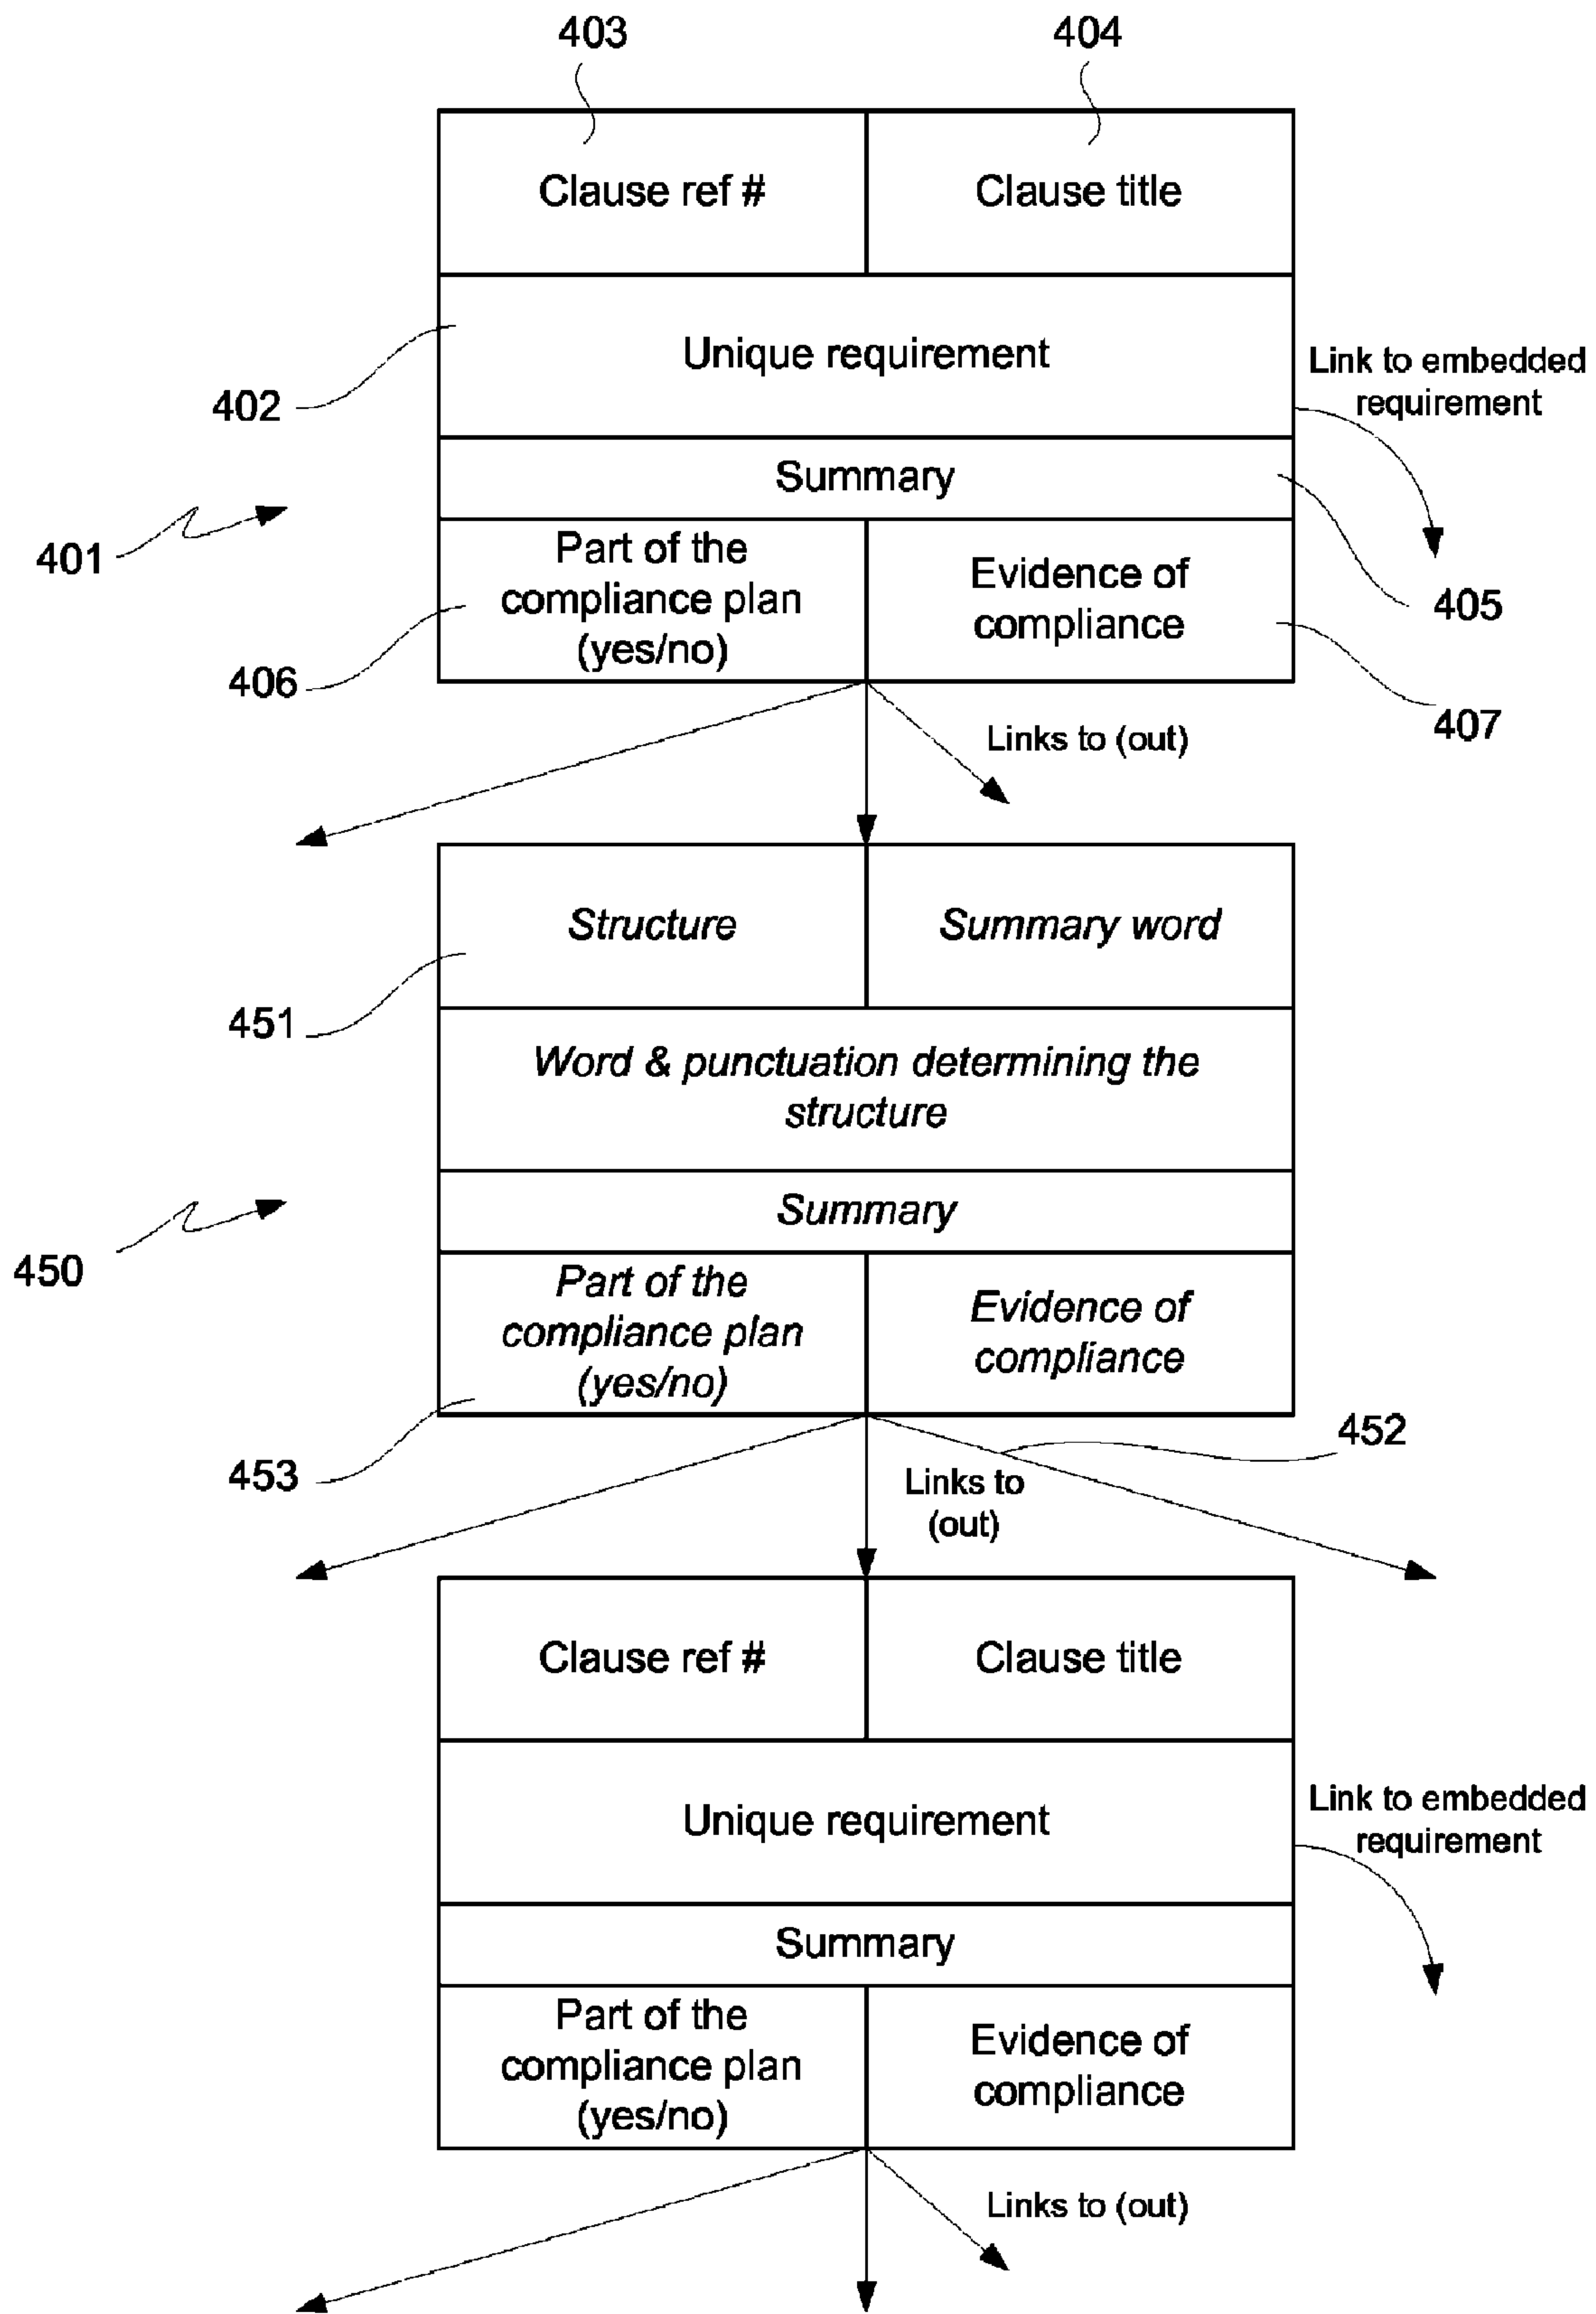 403
404
Clause ref #
Clause title
Unique requirement
402
Link to embedded
requirement
Summary
401
Part of the
compliance plan
(yes/no)
Evidence of
compliance
405
406
407
Links to (out)
Structure
Summary word
451
Word & punctuation determining the
structure
Summary
450
Part of the
compliance plan
(yes/no)
Evidence of
compliance
453
452
Links to
(out)
Clause ref #
Clause title
Unique requirement
Link to embedded
requirement
Summary
Part of the
compliance plan
(yes/no)
Evidence of
compliance
Links to (out)